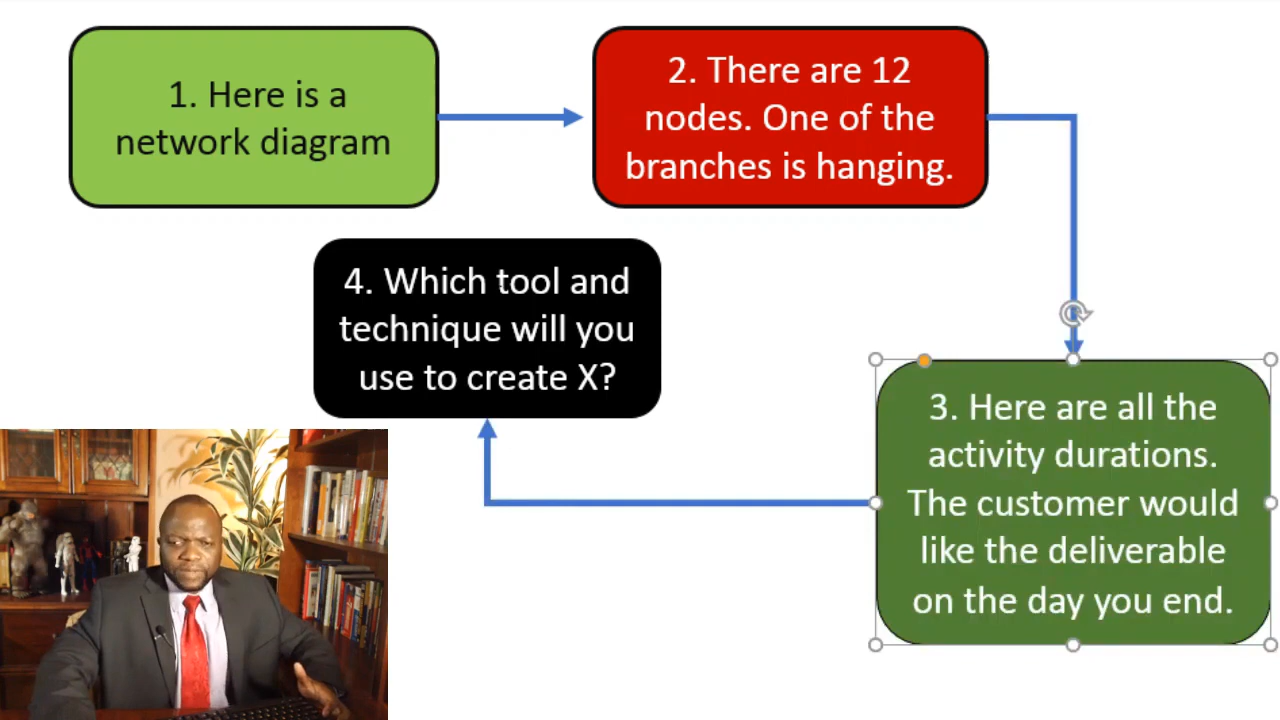 1. Here is a
network diagram
2. There are 12
nodes. One of the
branches is hanging.
3. Here are all the
activity durations.
The customer would
like the deliverable
on the day you end.
4. Which tool and
technique will you
use to create X?